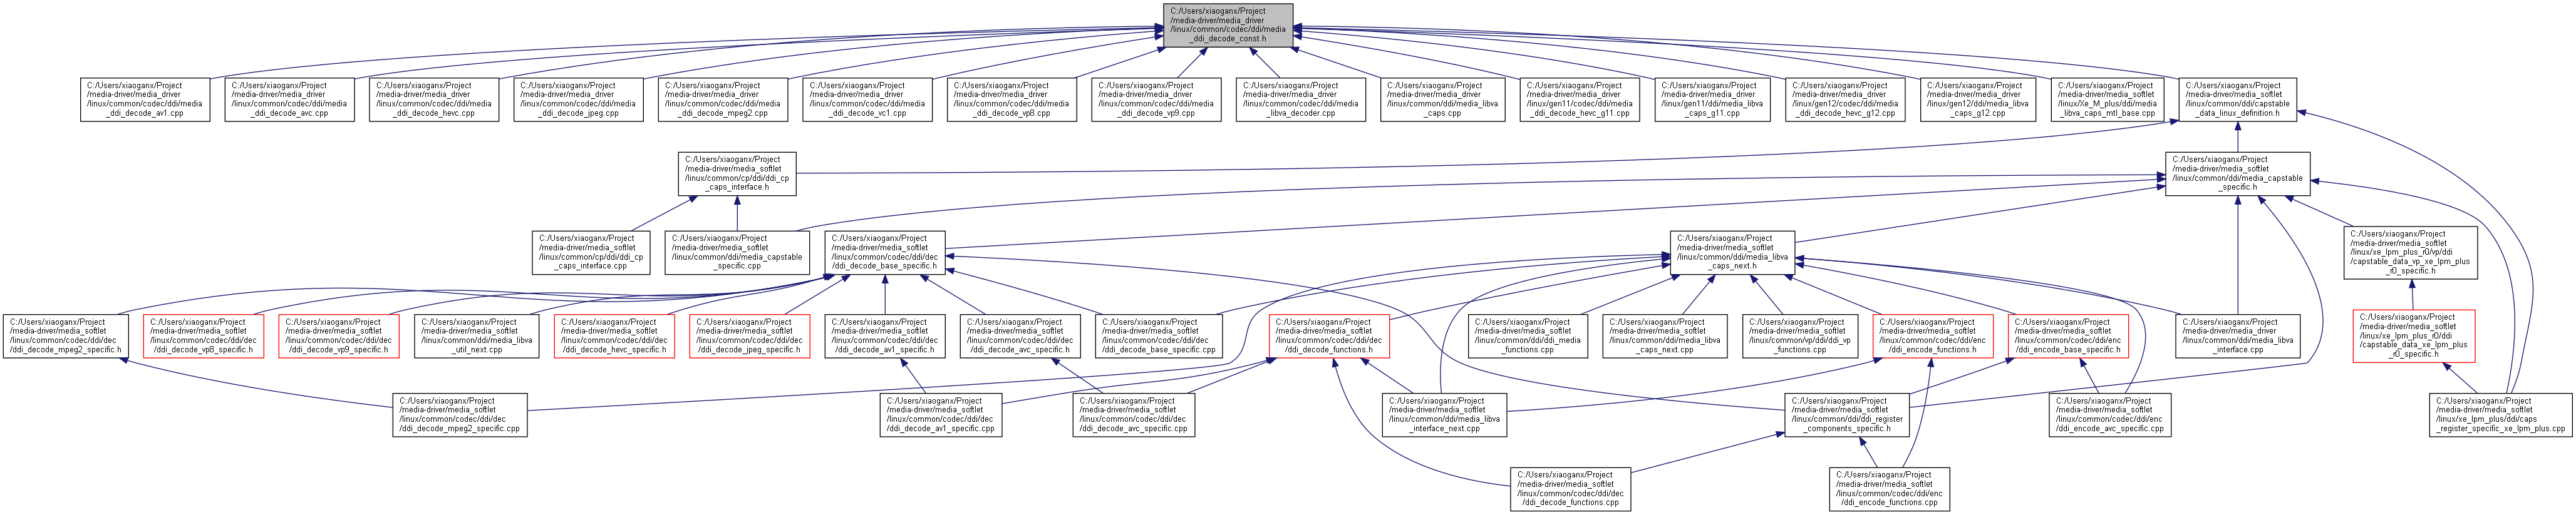 C:/Users/xiaoganx/Project
/media-driver/media_driver
/linux/common/codec/ddi/media
_ddi_decode_const.h
C:/Users/xiaoganx/Project
/media-driver/media_driver
/linux/common/codec/ddi/media
_ddi_decode_av1.cpp
C:/Users/xiaoganx/Project
/media-driver/media_driver
/linux/common/codec/ddi/media
_ddi_decode_avc.cpp
C:/Users/xiaoganx/Project
/media-driver/media_driver
/linux/common/codec/ddi/media
_ddi_decode_hevc.cpp
C:/Users/xiaoganx/Project
/media-driver/media_driver
/linux/common/codec/ddi/media
_ddi_decode_jpeg.cpp
C:/Users/xiaoganx/Project
/media-driver/media_driver
/linux/common/codec/ddi/media
_ddi_decode_mpeg2.cpp
C:/Users/xiaoganx/Project
/media-driver/media_driver
/linux/common/codec/ddi/media
_ddi_decode_vc1.cpp
C:/Users/xiaoganx/Project
/media-driver/media_driver
/linux/common/codec/ddi/media
_ddi_decode_vp8.cpp
C:/Users/xiaoganx/Project
/media-driver/media_driver
/linux/common/codec/ddi/media
_ddi_decode_vp9.cpp
C:/Users/xiaoganx/Project
/media-driver/media_driver
/linux/common/codec/ddi/media
_libva_decoder.cpp
C:/Users/xiaoganx/Project
/media-driver/media_driver
/linux/common/ddi/media_libva
_caps.cpp
C:/Users/xiaoganx/Project
/media-driver/media_driver
/linux/gen11/codec/ddi/media
_ddi_decode_hevc_g11.cpp
C:/Users/xiaoganx/Project
/media-driver/media_driver
/linux/gen11/ddi/media_libva
_caps_g11.cpp
C:/Users/xiaoganx/Project
/media-driver/media_driver
/linux/gen12/codec/ddi/media
_ddi_decode_hevc_g12.cpp
C:/Users/xiaoganx/Project
/media-driver/media_driver
/linux/gen12/ddi/media_libva
_caps_g12.cpp
C:/Users/xiaoganx/Project
/media-driver/media_softlet
/linux/Xe_M_plus/ddi/media
_libva_caps_mtl_base.cpp
C:/Users/xiaoganx/Project
/media-driver/media_softlet
/linux/common/ddi/capstable
_data_linux_definition.h
C:/Users/xiaoganx/Project
/media-driver/media_softlet
/linux/common/cp/ddi/ddi_cp
_caps_interface.h
C:/Users/xiaoganx/Project
/media-driver/media_softlet
/linux/common/ddi/media_capstable
_specific.h
C:/Users/xiaoganx/Project
/media-driver/media_softlet
/linux/common/cp/ddi/ddi_cp
_caps_interface.cpp
C:/Users/xiaoganx/Project
/media-driver/media_softlet
/linux/common/ddi/media_capstable
_specific.cpp
C:/Users/xiaoganx/Project
/media-driver/media_softlet
/linux/common/codec/ddi/dec
/ddi_decode_base_specific.h
C:/Users/xiaoganx/Project
/media-driver/media_softlet
/linux/common/ddi/media_libva
_caps_next.h
C:/Users/xiaoganx/Project
/media-driver/media_softlet
/linux/xe_lpm_plus_r0/vp/ddi
/capstable_data_vp_xe_lpm_plus
_r0_specific.h
C:/Users/xiaoganx/Project
/media-driver/media_softlet
/linux/common/codec/ddi/dec
/ddi_decode_mpeg2_specific.h
C:/Users/xiaoganx/Project
/media-driver/media_softlet
/linux/common/codec/ddi/dec
/ddi_decode_vp8_specific.h
C:/Users/xiaoganx/Project
/media-driver/media_softlet
/linux/common/codec/ddi/dec
/ddi_decode_vp9_specific.h
C:/Users/xiaoganx/Project
/media-driver/media_softlet
/linux/common/ddi/media_libva
_util_next.cpp
C:/Users/xiaoganx/Project
/media-driver/media_softlet
/linux/common/codec/ddi/dec
/ddi_decode_hevc_specific.h
C:/Users/xiaoganx/Project
/media-driver/media_softlet
/linux/common/codec/ddi/dec
/ddi_decode_jpeg_specific.h
C:/Users/xiaoganx/Project
/media-driver/media_softlet
/linux/common/codec/ddi/dec
/ddi_decode_av1_specific.h
C:/Users/xiaoganx/Project
/media-driver/media_softlet
/linux/common/codec/ddi/dec
/ddi_decode_avc_specific.h
C:/Users/xiaoganx/Project
/media-driver/media_softlet
/linux/common/codec/ddi/dec
/ddi_decode_base_specific.cpp
C:/Users/xiaoganx/Project
/media-driver/media_softlet
/linux/common/codec/ddi/dec
/ddi_decode_functions.h
C:/Users/xiaoganx/Project
/media-driver/media_softlet
/linux/common/ddi/ddi_media
_functions.cpp
C:/Users/xiaoganx/Project
/media-driver/media_softlet
/linux/common/ddi/media_libva
_caps_next.cpp
C:/Users/xiaoganx/Project
/media-driver/media_softlet
/linux/common/vp/ddi/ddi_vp
_functions.cpp
C:/Users/xiaoganx/Project
/media-driver/media_softlet
/linux/common/codec/ddi/enc
/ddi_encode_functions.h
C:/Users/xiaoganx/Project
/media-driver/media_softlet
/linux/common/codec/ddi/enc
/ddi_encode_base_specific.h
C:/Users/xiaoganx/Project
/media-driver/media_driver
/linux/common/ddi/media_libva
_interface.cpp
C:/Users/xiaoganx/Project
/media-driver/media_softlet
/linux/xe_lpm_plus_r0/ddi
/capstable_data_xe_lpm_plus
_r0_specific.h
C:/Users/xiaoganx/Project
/media-driver/media_softlet
/linux/common/codec/ddi/dec
/ddi_decode_mpeg2_specific.cpp
C:/Users/xiaoganx/Project
/media-driver/media_softlet
/linux/common/codec/ddi/dec
/ddi_decode_av1_specific.cpp
C:/Users/xiaoganx/Project
/media-driver/media_softlet
/linux/common/codec/ddi/dec
/ddi_decode_avc_specific.cpp
C:/Users/xiaoganx/Project
/media-driver/media_softlet
/linux/common/ddi/media_libva
_interface_next.cpp
C:/Users/xiaoganx/Project
/media-driver/media_softlet
/linux/common/ddi/ddi_register
_components_specific.h
C:/Users/xiaoganx/Project
/media-driver/media_softlet
/linux/common/codec/ddi/enc
/ddi_encode_avc_specific.cpp
C:/Users/xiaoganx/Project
/media-driver/media_softlet
/linux/xe_lpm_plus/ddi/caps
_register_specific_xe_lpm_plus.cpp
C:/Users/xiaoganx/Project
/media-driver/media_softlet
/linux/common/codec/ddi/dec
/ddi_decode_functions.cpp
C:/Users/xiaoganx/Project
/media-driver/media_softlet
/linux/common/codec/ddi/enc
/ddi_encode_functions.cpp